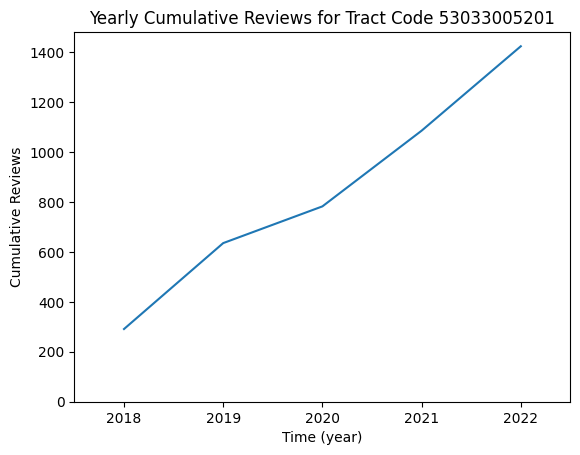 Yearly Cumulative Reviews for Tract Code 53033005201
1400
1200
1000
800
600
400
200
0
Cumulative Reviews
2018 2019 2020 2021 2022
Time (year)